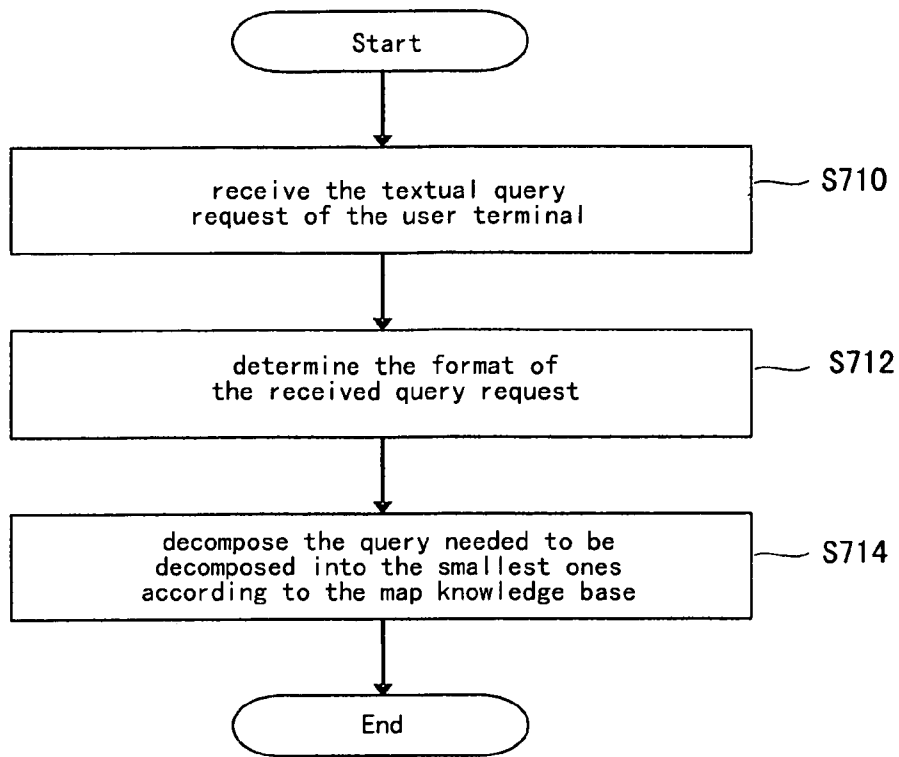 Start
receive the textual query
request of the user terminal
S710
determine the format of
the received query request
S712
decompose the query needed to be
decomposed into the smallest ones
according to the map knowledge base
S714
End